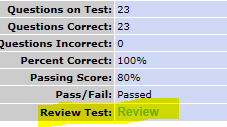 Questions on Test: 23
Questions Correct: 23
Questions Incorrect: 0
Percent Correct: 100%
Passing Score: 80%
Pass/Fail: Passed
Review Test: Review